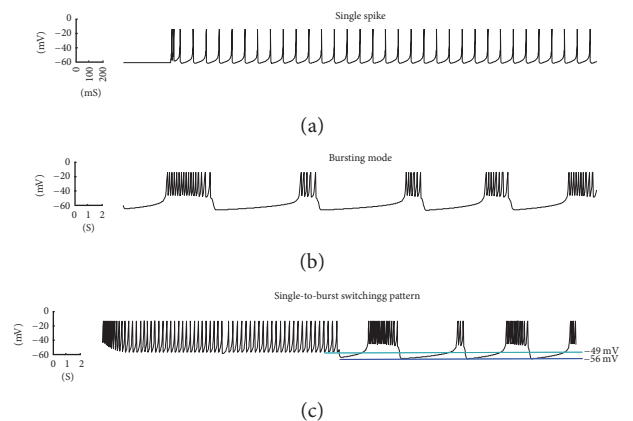 Single spike
0
−20
−40
−60
(mV)
0
100
200
(mS)
(a)
Bursting mode
0
−20
−40
−60
(mV)
0 1 2
(S)
(b)
Single-to-burst switchingg pattern
0
−20
−40
−60
(mV)
−49 mV
−56 mV
0 1 2
(S)
(c)